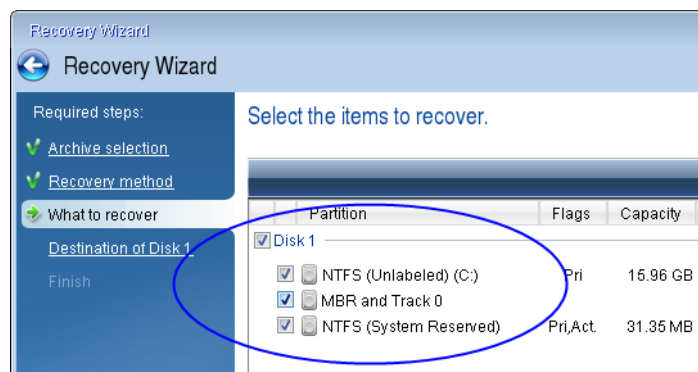 Recovery Wizard
Recovery Wizard
Required steps:
Select the items to recover.
Archive selection
Recovery method
What to recover
Destination of Disk 1
Finish
Partition Flags Capacity
Disk 1
NTFS (Unlabeled) (C:) Pri 15.96 GB
MBR and Track 0
NTFS (System Reserved) Pri,Act. 31.35 MB